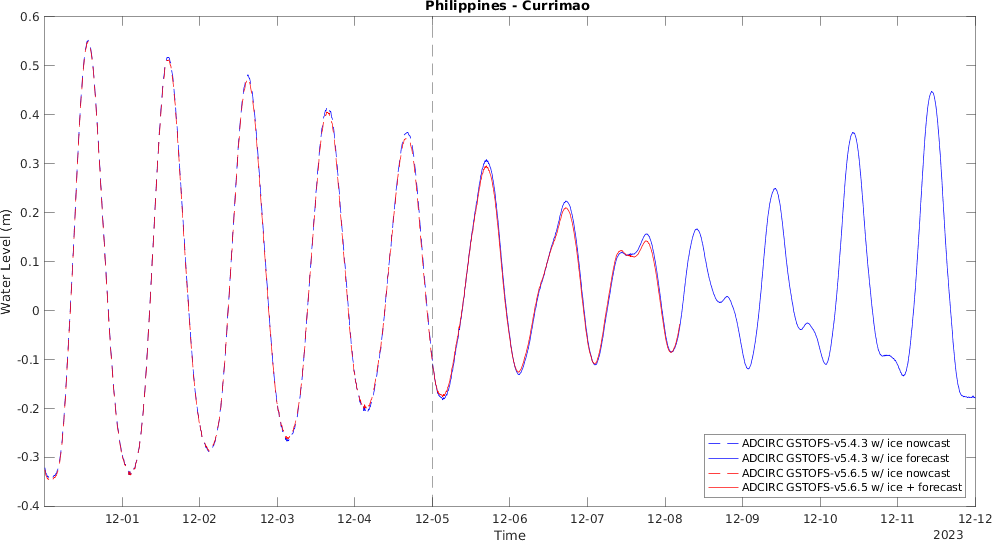 Philippines - Currimao
0.6
0.5
0.4
0.3
0.2
0.1
0
-0.1
-0.2
-0.3
-0.4
Water Level (m)
12-01 12-02 12-03 12-04 12-05 12-06 12-07 12-08 12-09 12-10 12-11 12-12
Time
2023
ADCIRC GSTOFS-v5.4.3 w/ ice nowcast
ADCIRC GSTOFS-v5.4.3 w/ ice forecast
ADCIRC GSTOFS-v5.6.5 w/ ice nowcast
ADCIRC GSTOFS-v5.6.5 w/ ice + forecast